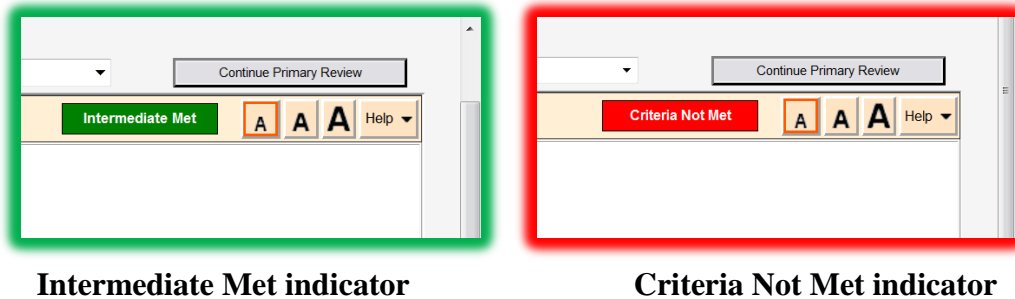 Continue Primary Review
Intermediate Met A A A Help
Intermediate Met indicator
Continue Primary Review
Criteria Not Met A A A Help
Criteria Not Met indicator